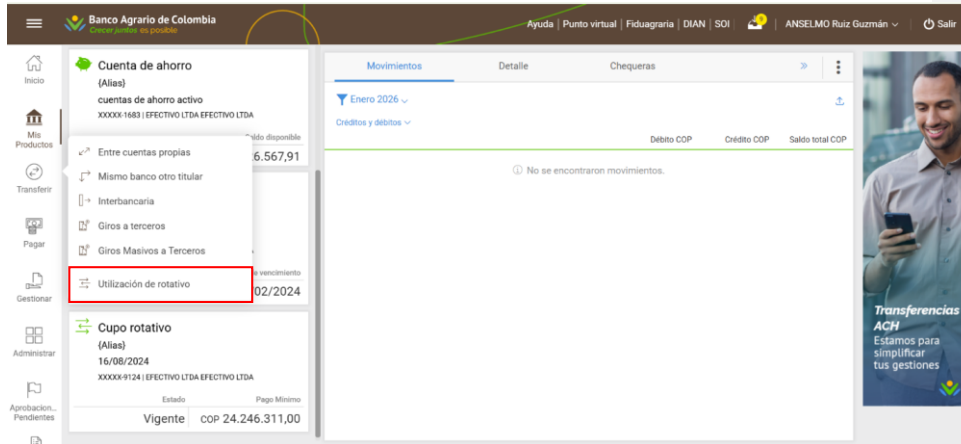 Banco Agrario de Colombia
Crecer juntos es posible
Ayuda | Punto virtual | Fiduagraria | DIAN | SOI
ANSELMO Ruiz Guzmán
Salir
Inicio
Mis
Productos
Transferir
Pagar
Gestionar
Administrar
Aprobacion...
Pendientes
Cuenta de ahorro
{Alias}
cuentas de ahorro activo
XXXXX-1683 | EFECTIVO LTDA EFECTIVO LTDA
disponible
6.567,91
Entre cuentas propias
Mismo banco otro titular
Interbancaria
Giros a terceros
Giros Masivos a Terceros
Utilización de rotativo
e vencimiento
02/2024
Cupo rotativo
{Alias}
16/08/2024
XXXXX-9124 | EFECTIVO LTDA EFECTIVO LTDA
Estado Pago Mínimo
Vigente COP 24.246.311,00
Movimientos Detalle Chequeras
Enero 2026
Créditos y débitos
Débito COP Crédito COP Saldo total COP
No se encontraron movimientos.
Transferencias
ACH
Estamos para
simplificar
tus gestiones